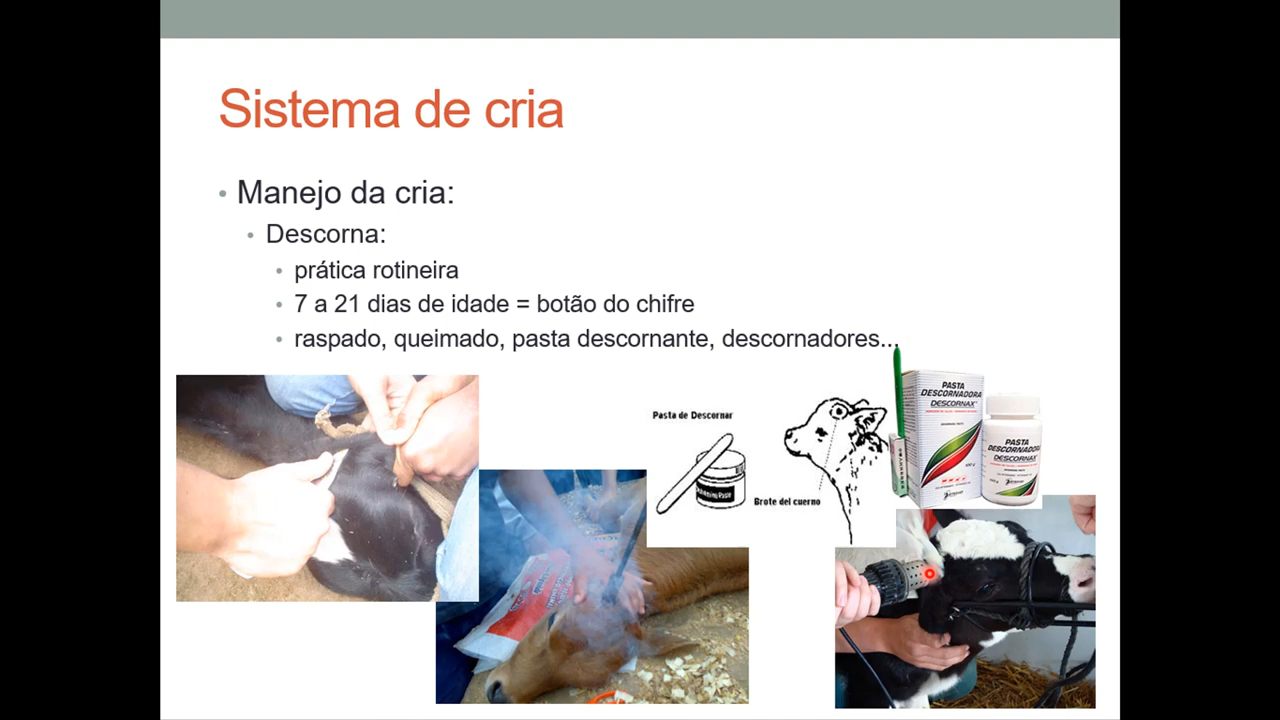 Sistema de cria
• Manejo da cria:
• Descorna:
• prática rotineira
• 7 a 21 dias de idade = botão do chifre
• raspado, queimado, pasta descornante, descornadores...
Pasta de Descornar
Brote del cuerno
PASTA
DESCORNADORA
DESCORNAX
PASTA
DESCORNADORA
DESCORNAX